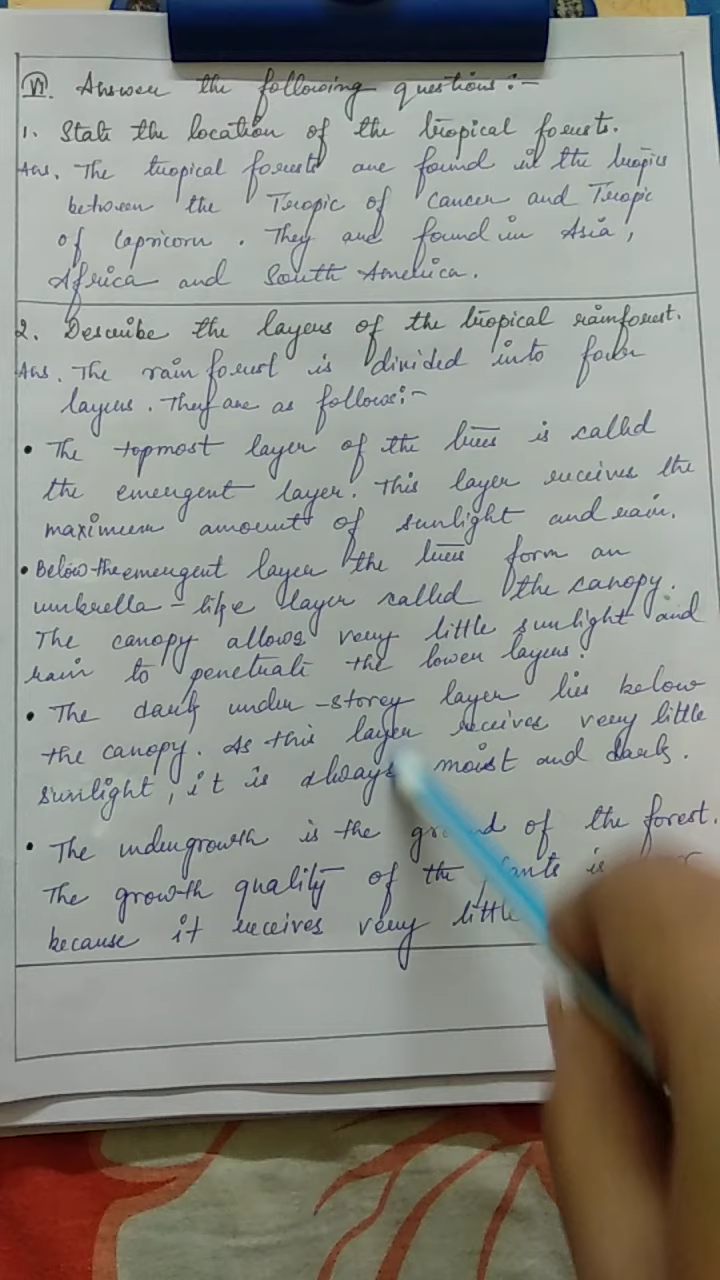 VI. Answer the following questions:-
1. State the location of the tropical forests.
Ans. The tropical forests are found in the tropics
between the Tropic of Cancer and Tropic
of Capricorn. They are found in Asia,
Africa and South America.
2. Describe the layers of the tropical rainforest.
Ans. The rain forest is divided into four
layers. They are as follows:-
• The topmost layer of the trees is called
the emergent layer. This layer receives the
maximum amount of sunlight and rain.
• Below the emergent layer the trees form an
umbrella-like layer called the canopy.
The canopy allows very little sunlight and
rain to penetrate the lower layers.
• The dark under-storey layer lies below
the canopy. As this layer receives very little
sunlight, it is always moist and dark.
• The undergrowth is the ground of the forest.
The growth quality of the plants is
because it receives very little